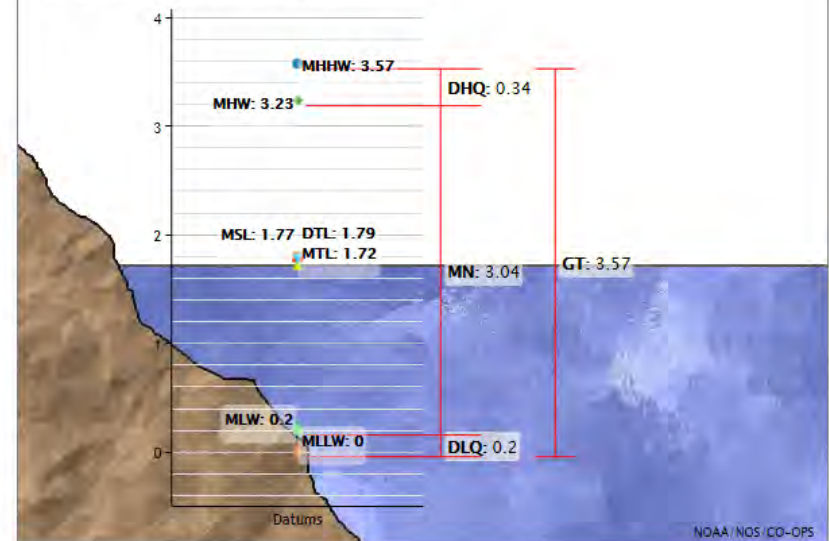 4
MHHW: 3.57
DHQ: 0.34
MHW: 3.23
3
2
MSL: 1.77 DTL: 1.79
MTL: 1.72
MN: 3.04
GT: 3.57
1
MLW: 0.2
MLLW: 0
DLQ: 0.2
0
Datums
NOAA/NOS/CO-OPS